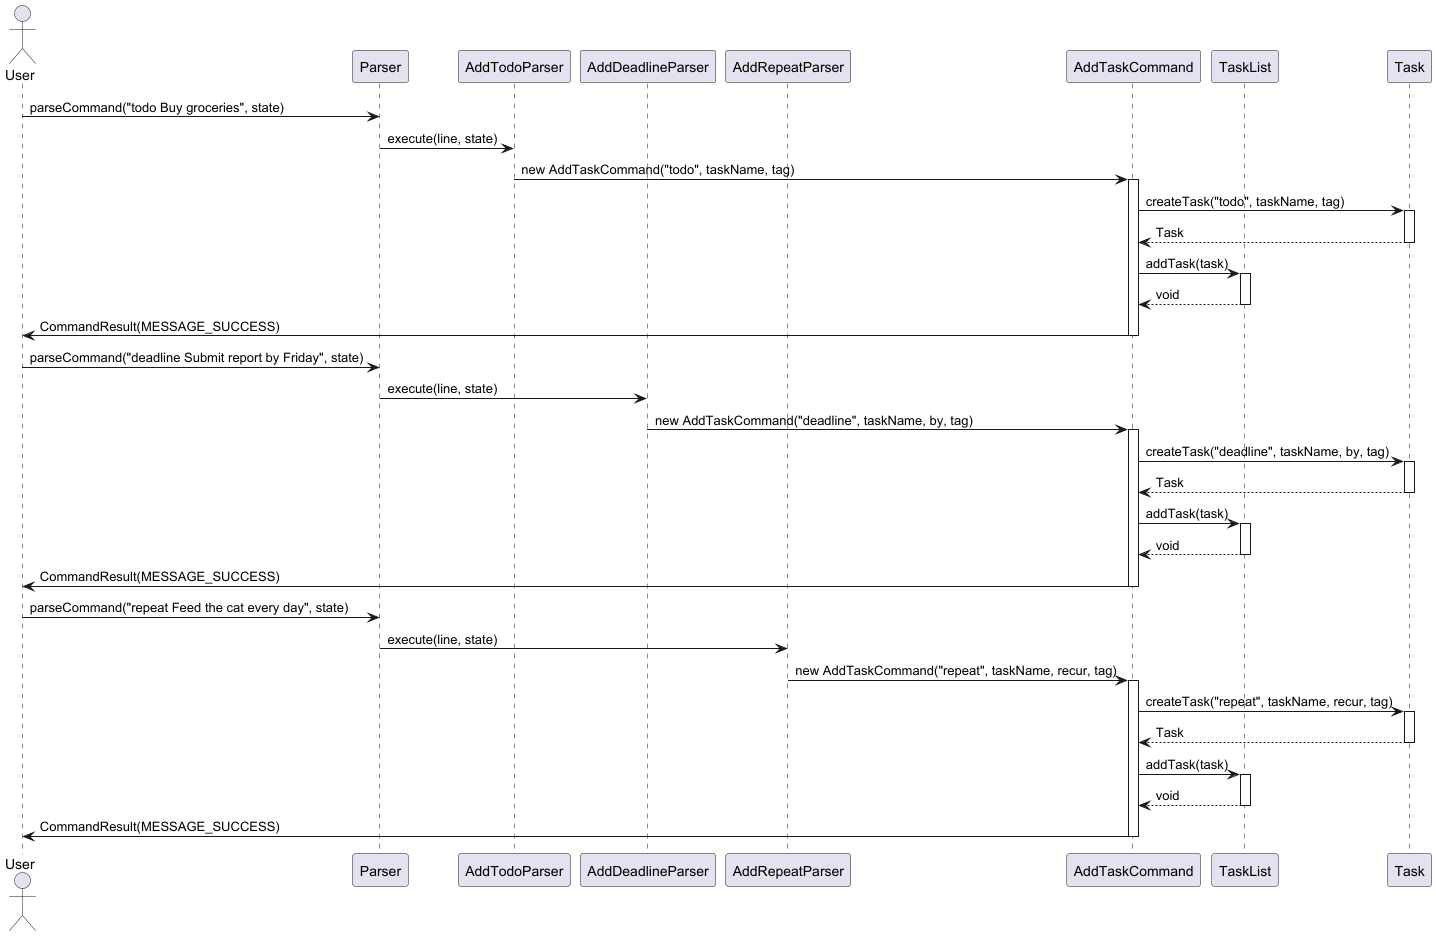 User
Parser
AddTodoParser
AddDeadlineParser
AddRepeatParser
AddTaskCommand
TaskList
Task
parseCommand("todo Buy groceries", state)
execute(line, state)
new AddTaskCommand("todo", taskName, tag)
createTask("todo", taskName, tag)
Task
addTask(task)
void
CommandResult(MESSAGE_SUCCESS)
parseCommand("deadline Submit report by Friday", state)
execute(line, state)
new AddTaskCommand("deadline", taskName, by, tag)
createTask("deadline", taskName, by, tag)
Task
addTask(task)
void
CommandResult(MESSAGE_SUCCESS)
parseCommand("repeat Feed the cat every day", state)
execute(line, state)
new AddTaskCommand("repeat", taskName, recur, tag)
createTask("repeat", taskName, recur, tag)
Task
addTask(task)
void
CommandResult(MESSAGE_SUCCESS)
User
Parser
AddTodoParser
AddDeadlineParser
AddRepeatParser
AddTaskCommand
TaskList
Task